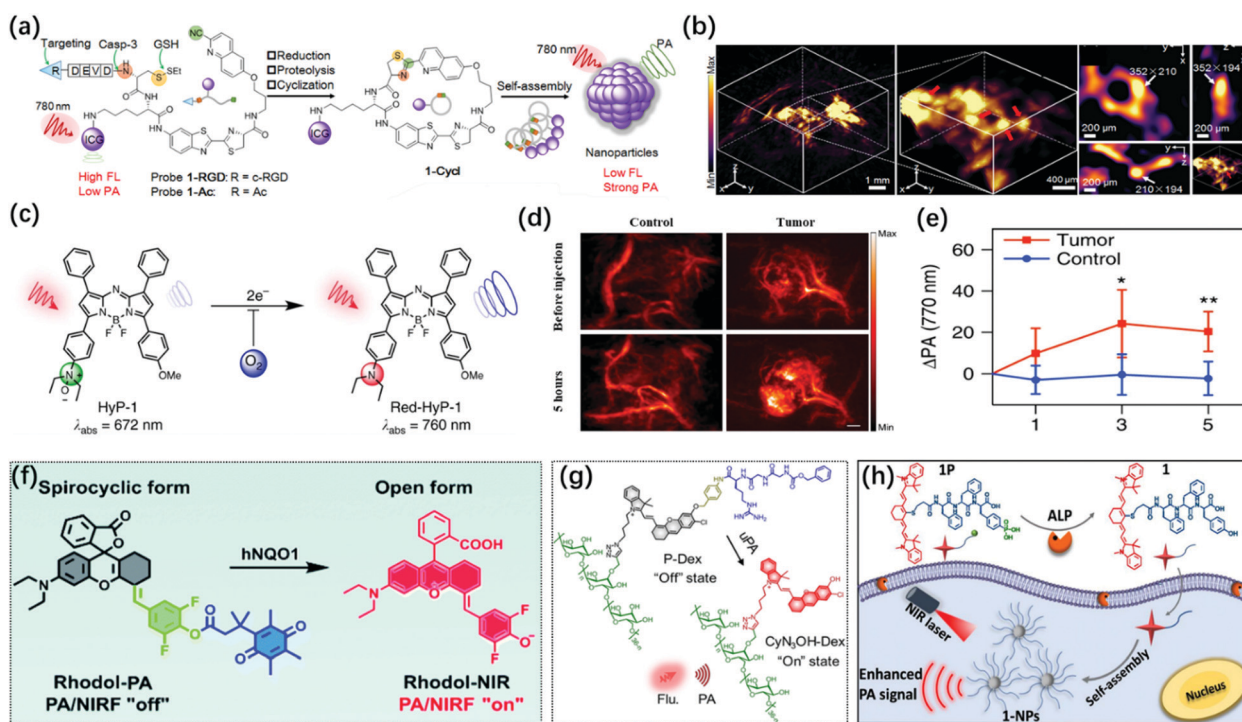 (a)
Targeting
Casp-3
GSH
R D E V D N
H
S
S
SEt
780 nm
ICG
High FL
Low PA
Probe 1-RGD: R = c-RGD
Probe 1-Ac: R = Ac
NC
Reduction
Proteolysis
Cyclization
ICG
1-Cycl
Self-assembly
780 nm
PA
Nanoparticles
Low FL
Strong PA
(b)
Max
Min
z
x
y
1 mm
z
x
y
400 μm
352×210
200 μm
352×194
200 μm
200 μm
210×194
(c)
2e⁻
O₂
HyP-1
λabs = 672 nm
OMe
Red-HyP-1
λabs = 760 nm
OMe
(d)
Control
Tumor
Before injection
5 hours
Max
Min
(e)
Tumor
Control
ΔPA (770 nm)
60
40
20
0
*
**
1
3
5
(f)
Spirocyclic form
Open form
hNQO1
COOH
Rhodol-PA
PA/NIRF "off"
Rhodol-NIR
PA/NIRF "on"
(g)
P-Dex
"Off" state
uPA
CyN₃OH-Dex
"On" state
Flu.
PA
(h)
1P
ALP
1
NIR laser
Enhanced
PA signal
Self-assembly
1-NPs
Nucleus